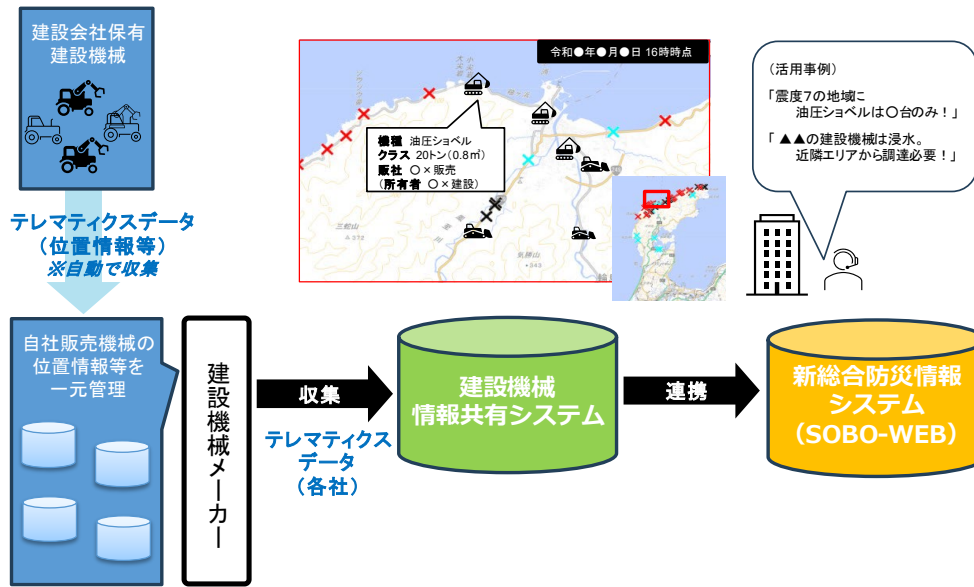 建設会社保有
建設機械
テレマティクスデータ
（位置情報等）
※自動で収集
自社販売機械の
位置情報等を
一元管理
建設機械メーカー
収集
テレマティクス
データ
（各社）
令和●年●月●日 16時時点
機種 油圧ショベル
クラス 20トン（0.8㎥）
販社 〇×販売
（所有者 〇×建設）
三蛇山
272
543
建設機械
情報共有システム
連携
（活用事例）
「震度７の地域に
油圧ショベルは〇台のみ！」
「 ▲▲の建設機械は浸水。
近隣エリアから調達必要！」
新総合防災情報
システム
（SOBO-WEB）